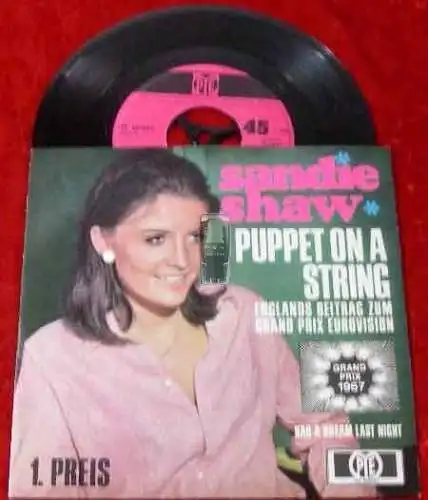 PYE
45
sandie
shaw
PUPPET ON A
STRING
ENGLANDS BEITRAG ZUM
GRAND PRIX EUROVISION
GRAND
PRIX
1967
HAD A DREAM LAST NIGHT
1. PREIS
PYE